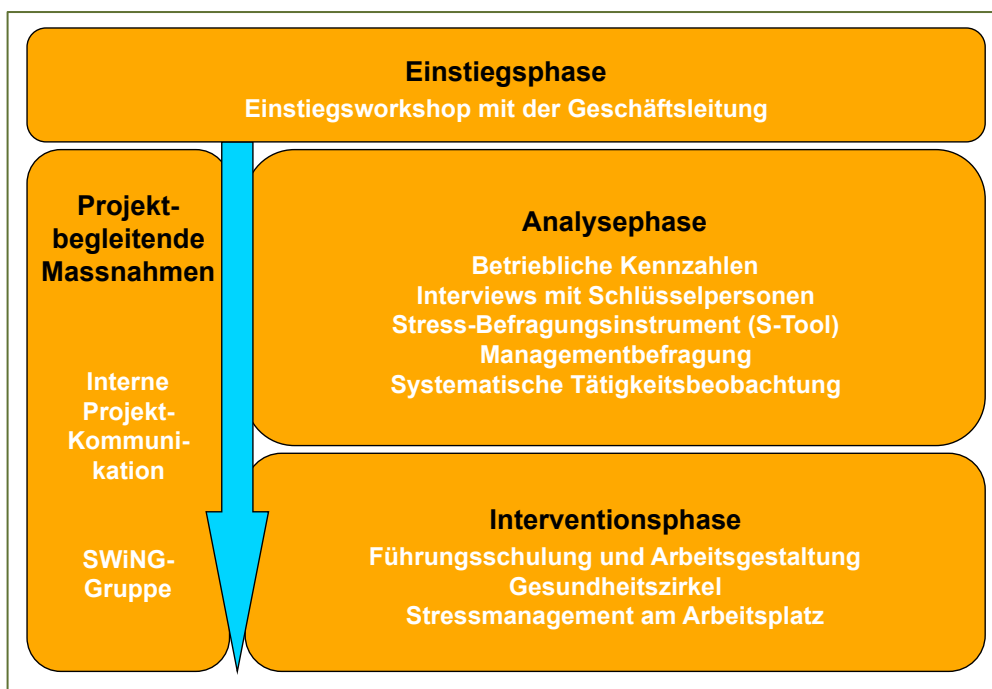 Einstiegsphase
Einstiegsworkshop mit der Geschäftsleitung
Projekt-
begleitende
Massnahmen
Interne
Projekt-
Kommuni-
kation
SWiNG-
Gruppe
Analysephase
Betriebliche Kennzahlen
Interviews mit Schlüsselpersonen
Stress-Befragungsinstrument (S-Tool)
Managementbefragung
Systematische Tätigkeitsbeobachtung
Interventionsphase
Führungsschulung und Arbeitsgestaltung
Gesundheitszirkel
Stressmanagement am Arbeitsplatz